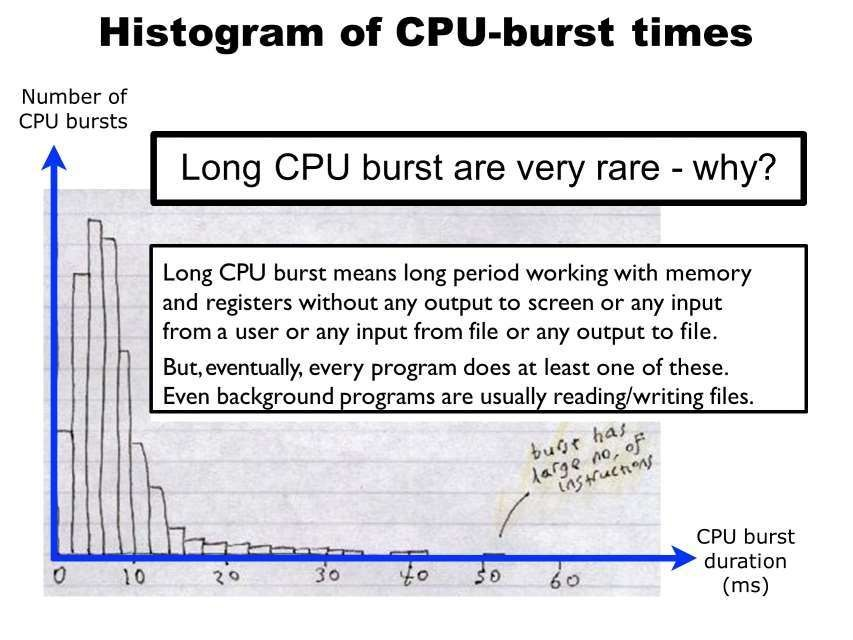 Histogram of CPU-burst times
Number of
CPU bursts
Long CPU burst are very rare - why?
Long CPU burst means long period working with memory
and registers without any output to screen or any input
from a user or any input from file or any output to file.
But, eventually, every program does at least one of these.
Even background programs are usually reading/writing files.
burst has
large no. of
instructions
CPU burst
duration
(ms)
0 10 20 30 40 50 60